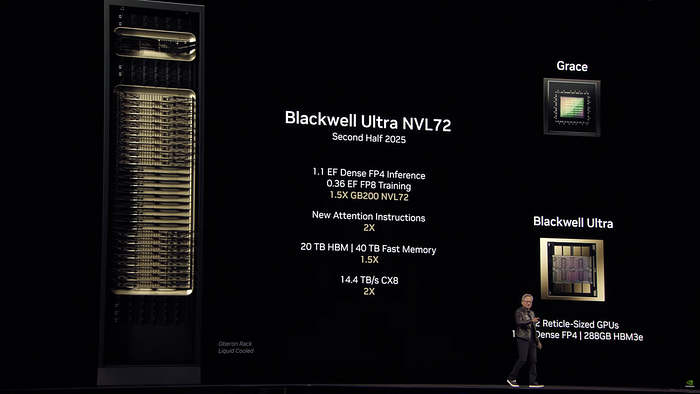 Blackwell Ultra NVL72
Second Half 2025
1.1 EF Dense FP4 Inference
0.36 EF FP8 Training
1.5X GB200 NVL72
New Attention Instructions
2X
20 TB HBM | 40 TB Fast Memory
1.5X
14.4 TB/s CX8
2X
Oberon Rack
Liquid Cooled
Grace
Blackwell Ultra
2 Reticle-Sized GPUs
Dense FP4 | 288GB HBM3e